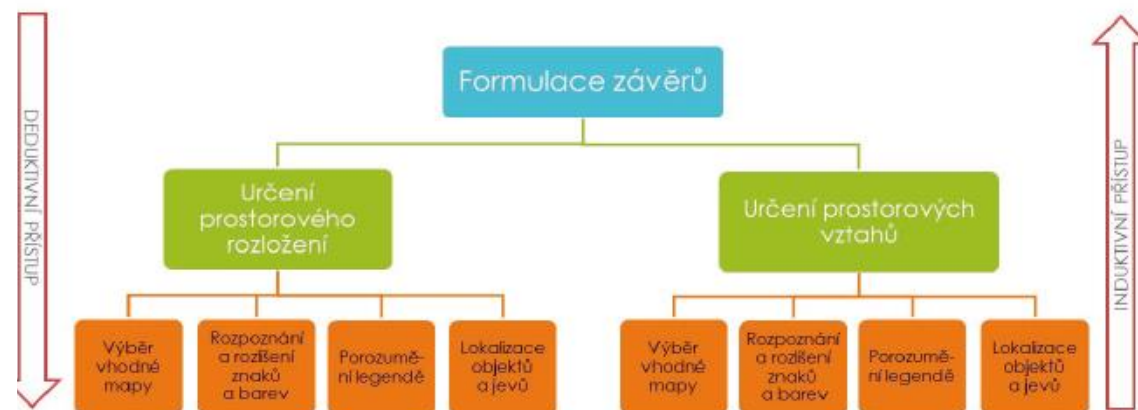 Formulace závěrů
DEDUKTIVNÍ PŘÍSTUP
INDUKTIVNÍ PŘÍSTUP
Určení
prostorového
rozložení
Určení prostorových
vztahů
Výběr
vhodné
mapy
Rozpoznání
a rozlišení
znaků
a barev
Porozumě-
ní legendě
Lokalizace
objektů
a jevů
Výběr
vhodné
mapy
Rozpoznání
a rozlišení
znaků
a barev
Porozumě-
ní legendě
Lokalizace
objektů
a jevů